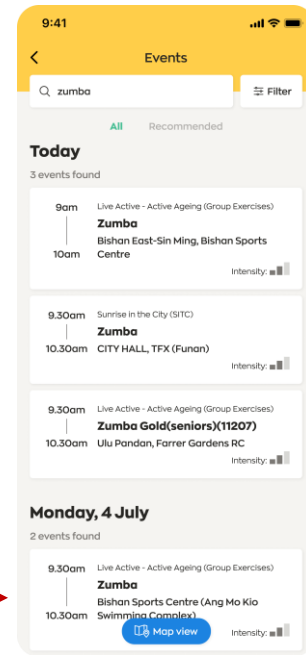 9:41
Events
zumba
Filter
All Recommended
Today
3 events found
9am Live Active - Active Ageing (Group Exercises)
Zumba
Bishan East-Sin Ming, Bishan Sports
10am Centre
Intensity:
9.30am Sunrise in the City (SITC)
Zumba
10.30am CITY HALL, TFX (Funan)
Intensity:
9.30am Live Active - Active Ageing (Group Exercises)
Zumba Gold(seniors)(11207)
10.30am Ulu Pandan, Farrer Gardens RC
Intensity:
Monday, 4 July
2 events found
9.30am Live Active - Active Ageing (Group Exercises)
Zumba
Bishan Sports Centre (Ang Mo Kio
10.30am Swimming Complex)
Map view
Intensity: